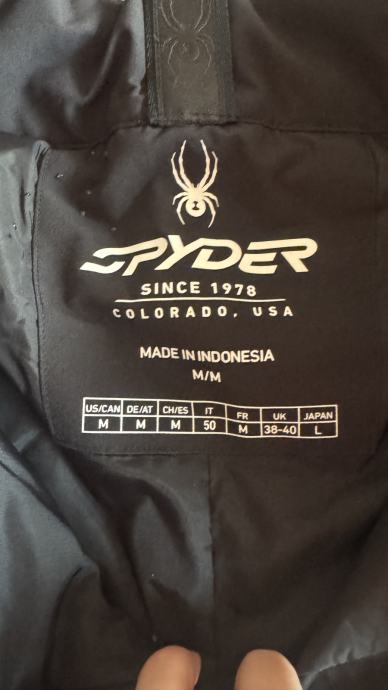 SPYDER
SINCE 1978
COLORADO, USA
MADE IN INDONESIA
M/M
US/CAN DE/AT CH/ES IT FR UK JAPAN
M M M 50 M 38-40 L